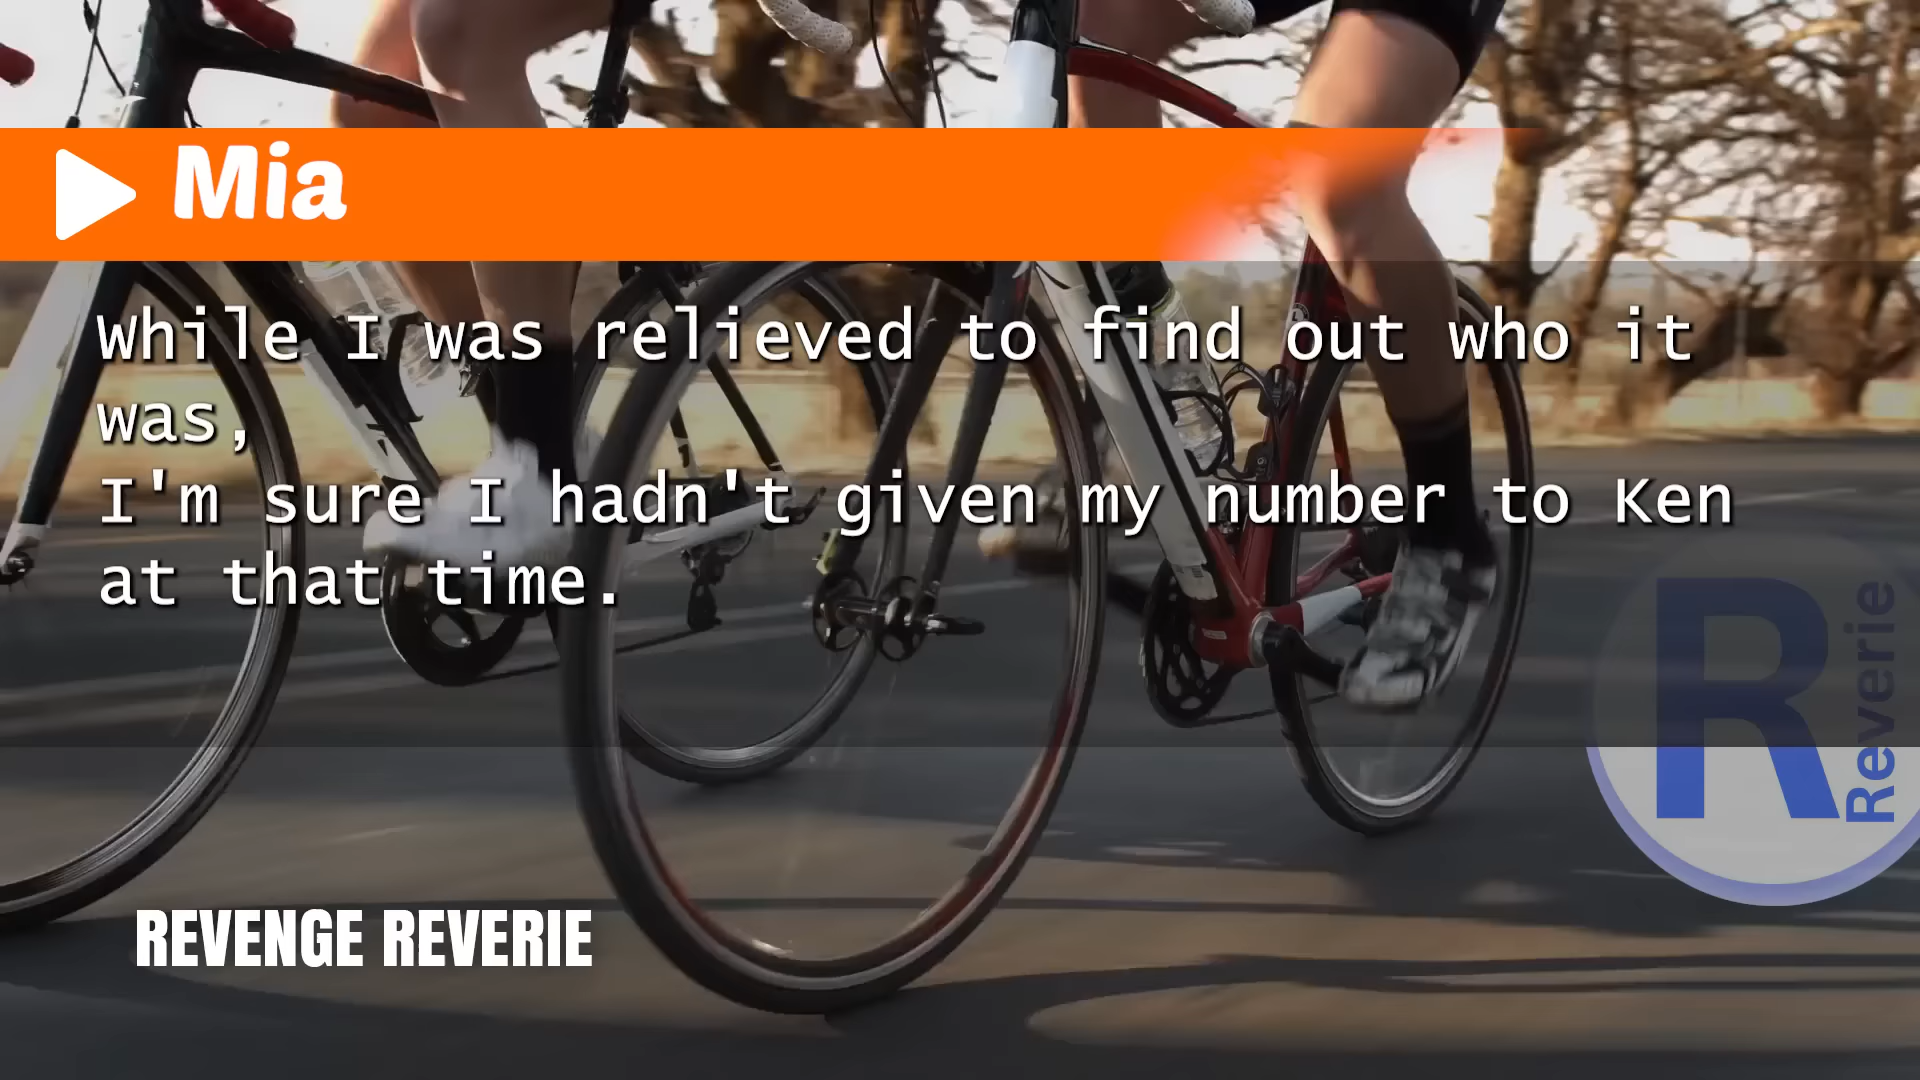 Mia
While I was relieved to find out who it
was,
I'm sure I hadn't given my number to Ken
at that time.
R
Reverie
REVENGE REVERIE